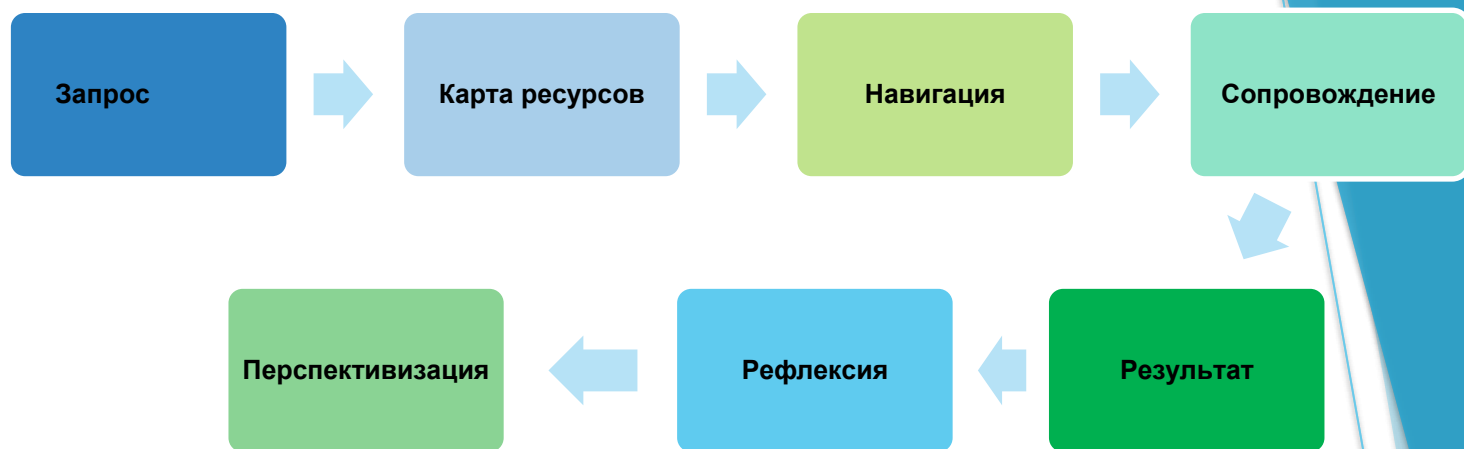 Запрос
Карта ресурсов
Навигация
Сопровождение
Результат
Рефлексия
Перспективизация